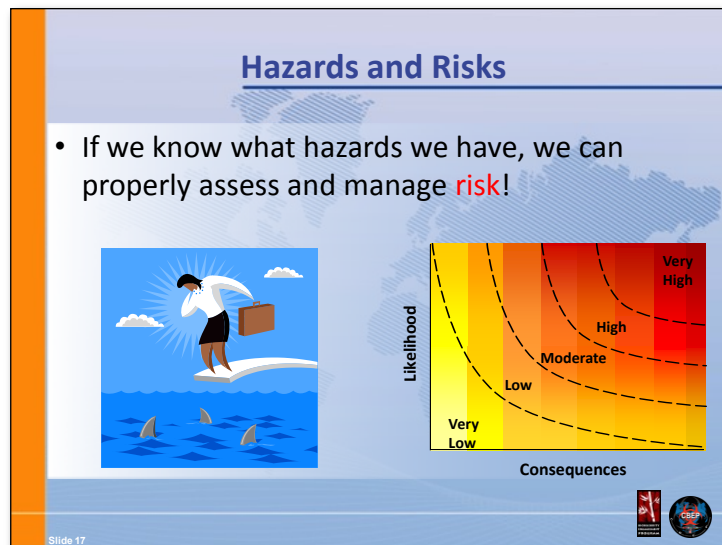 Hazards and Risks
• If we know what hazards we have, we can
properly assess and manage risk!
Likelihood
Very
High
High
Moderate
Low
Very
Low
Consequences
CBEP
Slide 17